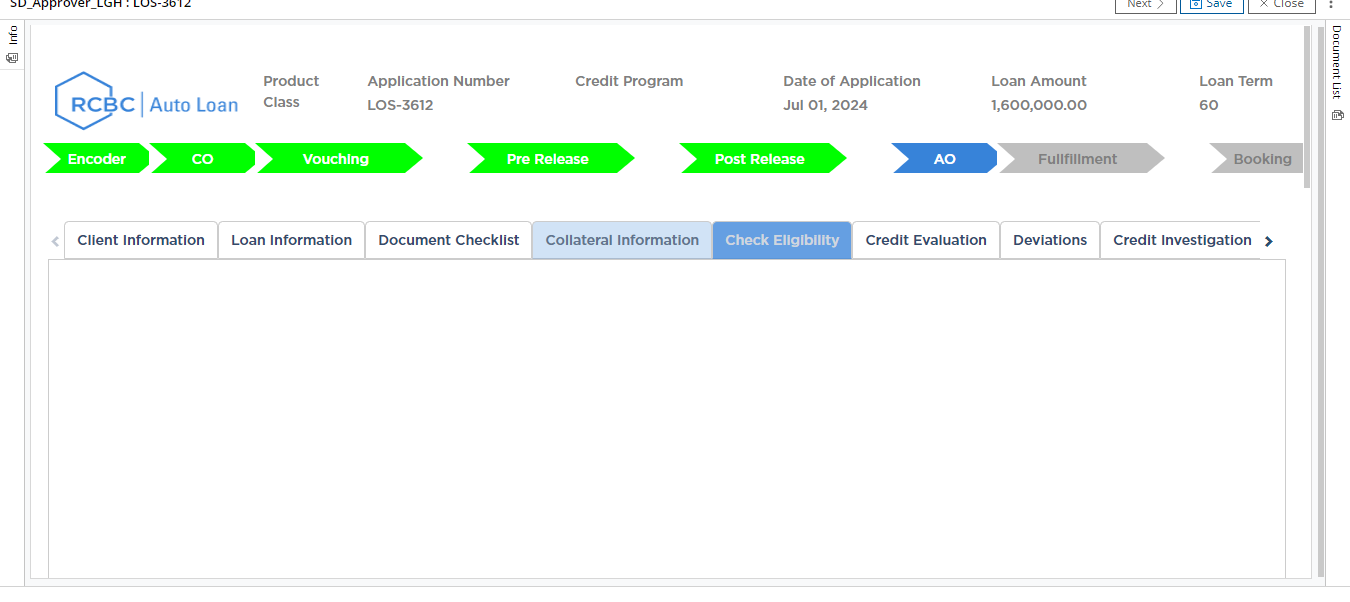 SD_Approver_LGH : LOS-3612
Next
Save
Close
Info
Document List
RCBC Auto Loan
Product Class
Application Number
LOS-3612
Credit Program
Date of Application
Jul 01, 2024
Loan Amount
1,600,000.00
Loan Term
60
Encoder
CO
Vouching
Pre Release
Post Release
AO
Fullfillment
Booking
Client Information
Loan Information
Document Checklist
Collateral Information
Check Eligibility
Credit Evaluation
Deviations
Credit Investigation